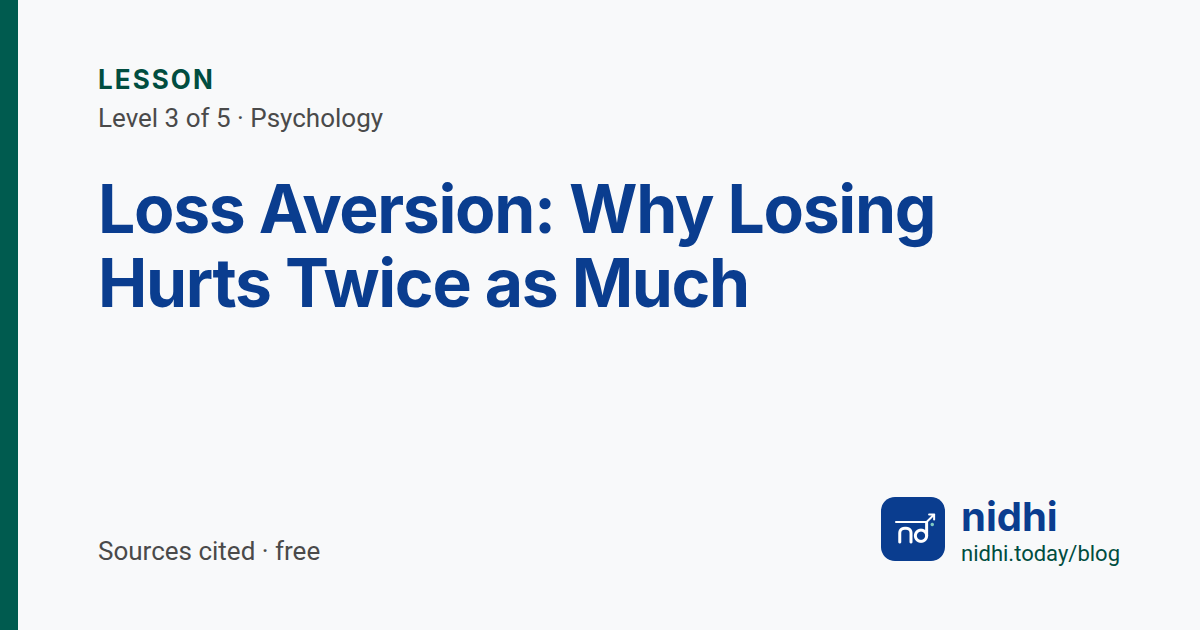 LESSON
Level 3 of 5 · Psychology
Loss Aversion: Why Losing
Hurts Twice as Much
Sources cited · free
nd
nidhi
nidhi.today/blog